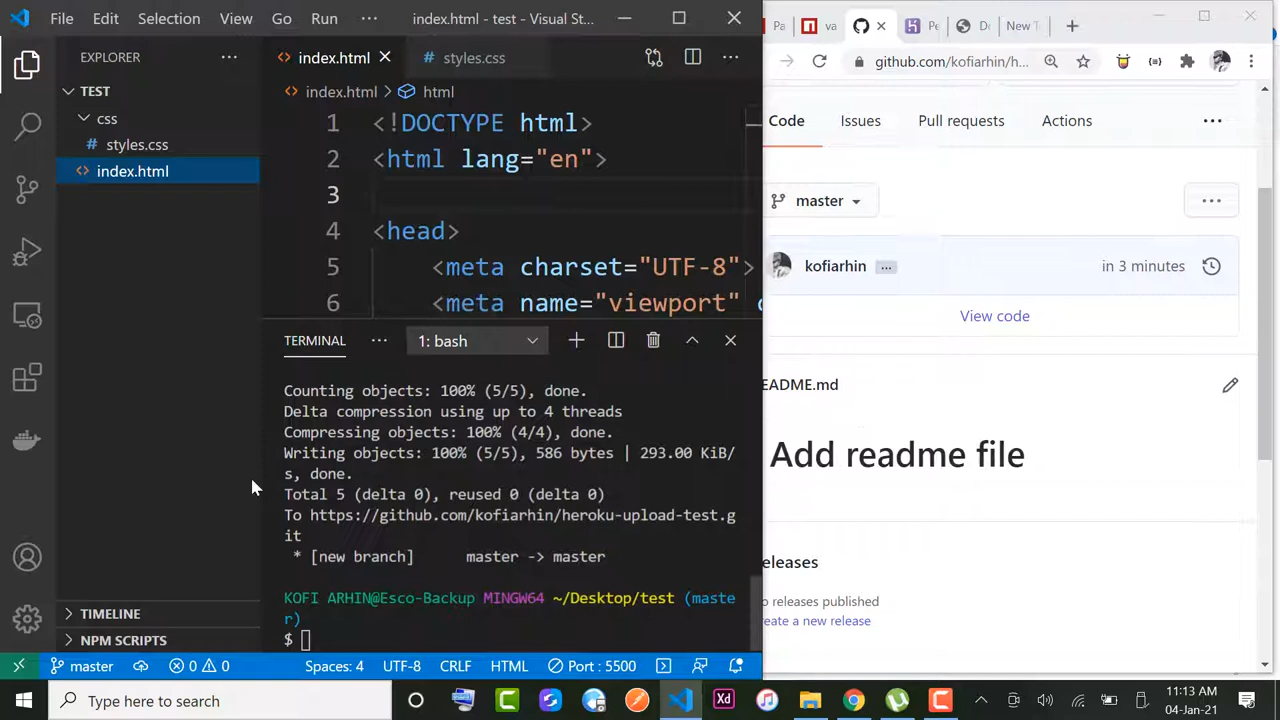 File Edit Selection View Go Run ··· index.html - test - Visual St...
EXPLORER ···
TEST
css
# styles.css
<> index.html
TIMELINE
NPM SCRIPTS
<> index.html
# styles.css
···
<> index.html > html
1 <!DOCTYPE html>
2 <html lang="en">
3
4 <head>
5 <meta charset="UTF-8">
6 <meta name="viewport" c
TERMINAL ··· 1: bash
Counting objects: 100% (5/5), done.
Delta compression using up to 4 threads
Compressing objects: 100% (4/4), done.
Writing objects: 100% (5/5), 586 bytes | 293.00 KiB/
s, done.
Total 5 (delta 0), reused 0 (delta 0)
To https://github.com/kofiarhin/heroku-upload-test.g
it
* [new branch] master -> master
KOFI ARHIN@Esco-Backup MINGW64 ~/Desktop/test (maste
r)
$
master 0 0 Spaces: 4 UTF-8 CRLF HTML Port : 5500
Pa va Pe D New T
github.com/kofiarhin/h...
Code Issues Pull requests Actions ···
master ···
kofiarhin ... in 3 minutes
View code
EADME.md
Add readme file
eleases
o releases published
eate a new release
Type here to search
Xd
11:13 AM
04-Jan-21